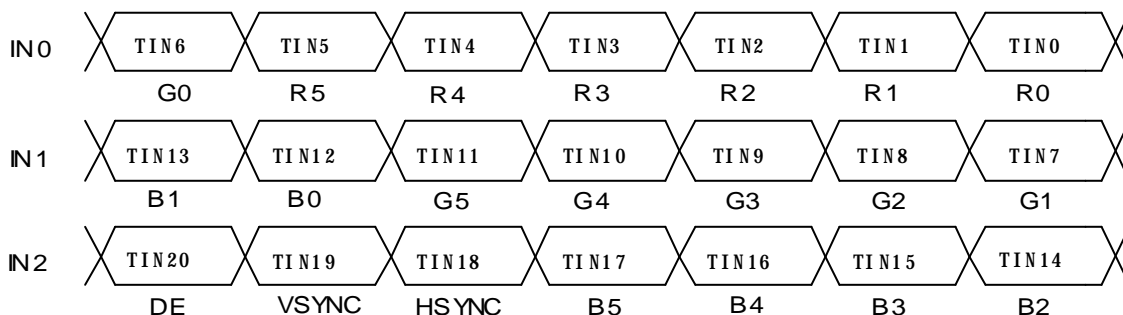 IN0 TIN6 TIN5 TIN4 TIN3 TIN2 TIN1 TIN0
G0 R5 R4 R3 R2 R1 R0
IN1 TIN13 TIN12 TIN11 TIN10 TIN9 TIN8 TIN7
B1 B0 G5 G4 G3 G2 G1
IN2 TIN20 TIN19 TIN18 TIN17 TIN16 TIN15 TIN14
DE VSYNC HSYNC B5 B4 B3 B2